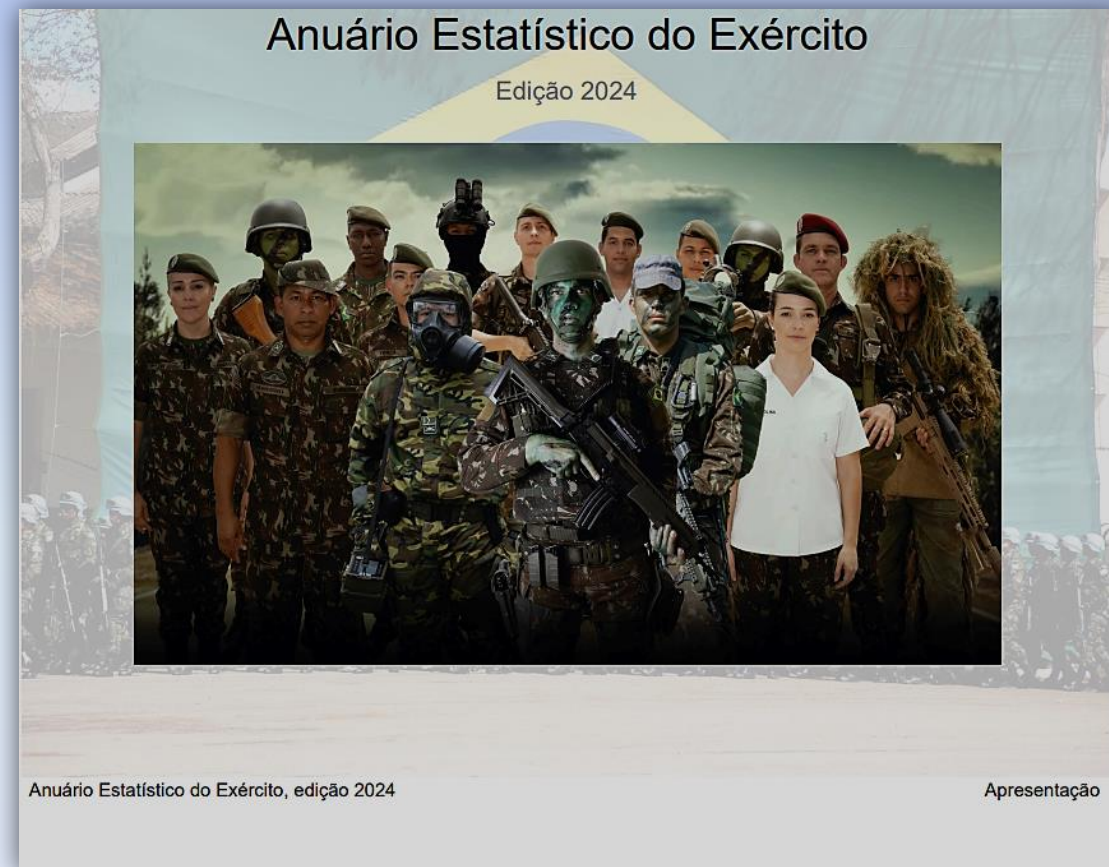 Anuário Estatístico do Exército
Edição 2024
Anuário Estatístico do Exército, edição 2024
Apresentação